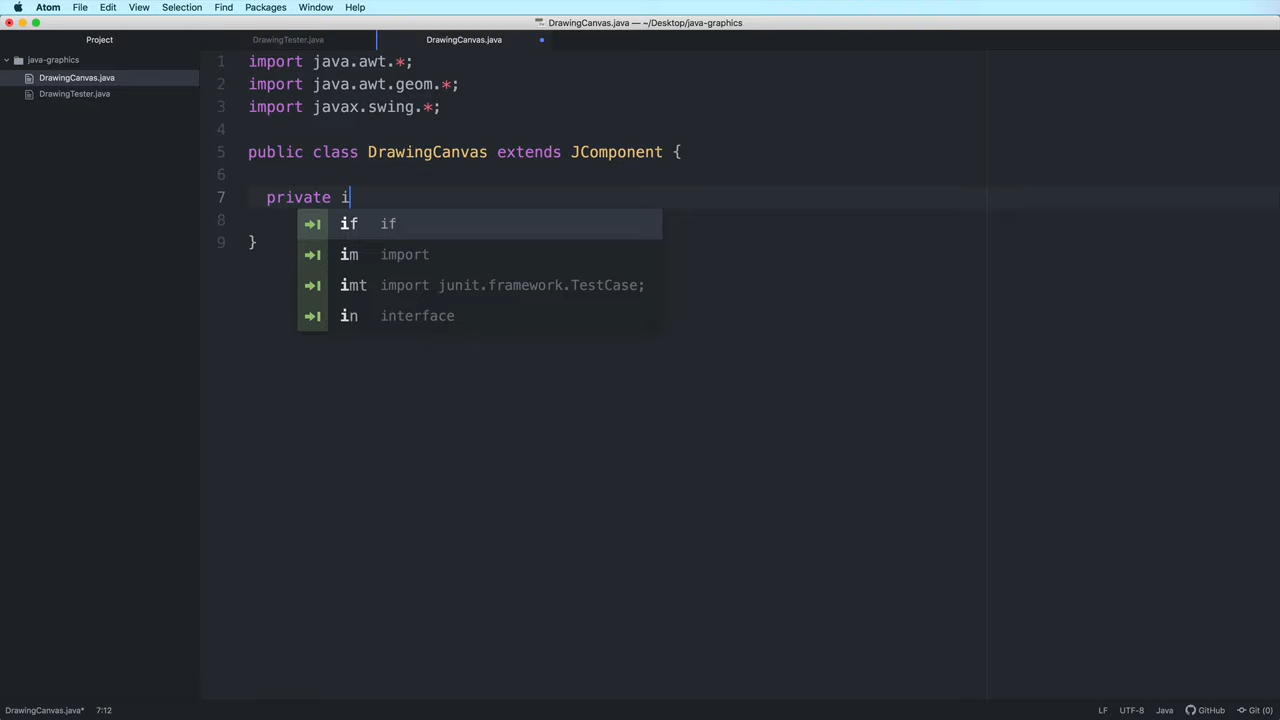 Atom File Edit View Selection Find Packages Window Help
DrawingCanvas.java — ~/Desktop/java-graphics
Project
DrawingTester.java
DrawingCanvas.java
java-graphics
DrawingCanvas.java
DrawingTester.java
1 import java.awt.*;
2 import java.awt.geom.*;
3 import javax.swing.*;
4
5 public class DrawingCanvas extends JComponent {
6
7 private i
8
9 }
if if
im import
imt import junit.framework.TestCase;
in interface
DrawingCanvas.java* 7:12 LF UTF-8 Java GitHub Git (0)